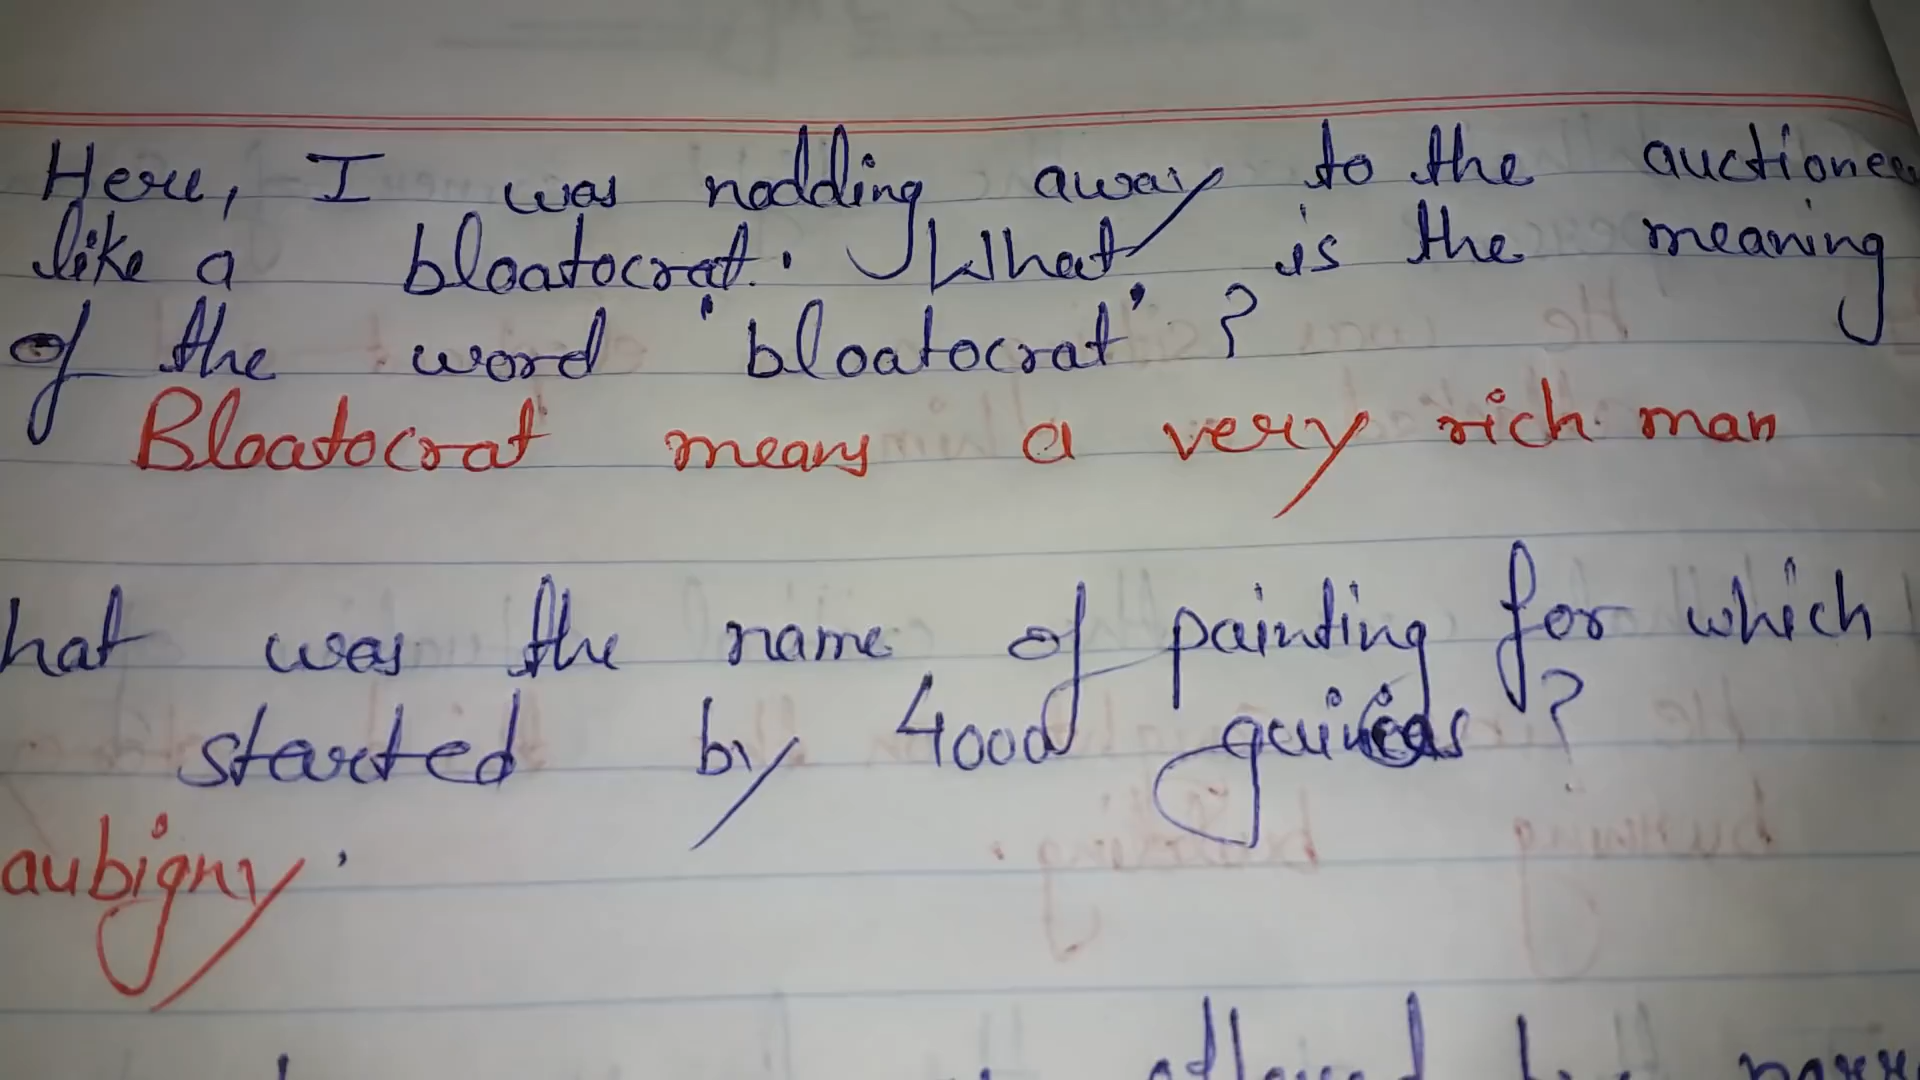 Here, I was nodding away to the auctionee
like a bloatocrat. What is the meaning
of the word 'bloatocrat'?
Bloatocrat means a very rich man
hat was the name of painting for which
started by 4000 guineas?
aubigny.